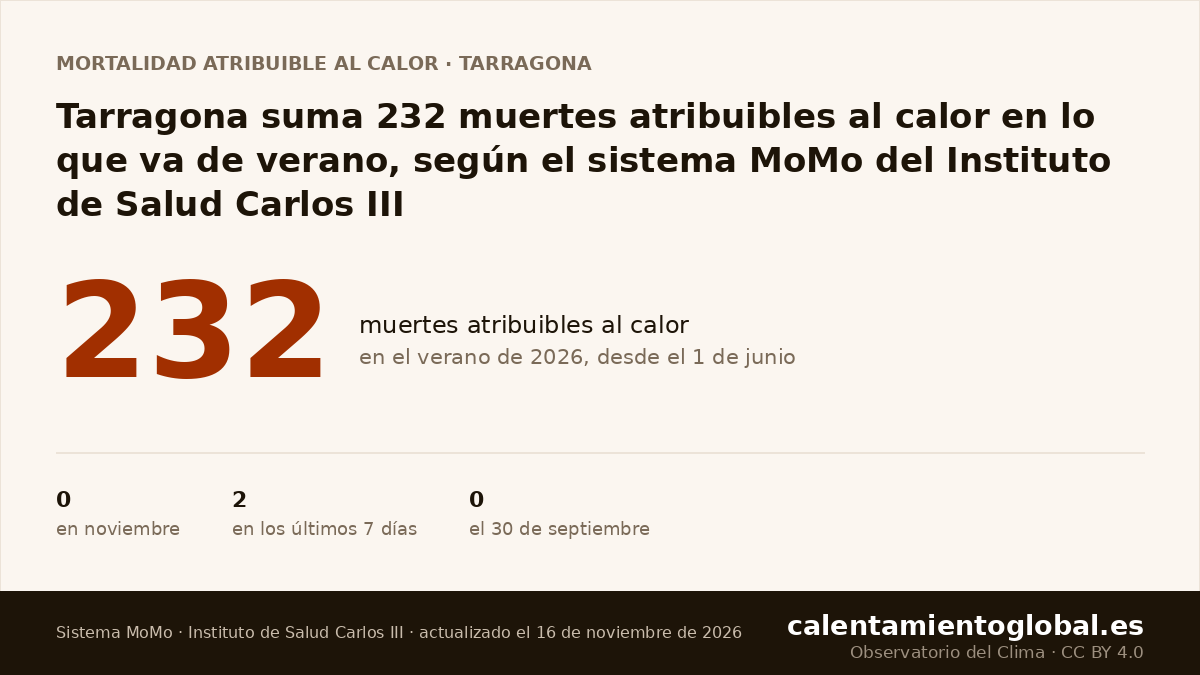 MORTALIDAD ATRIBUIBLE AL CALOR · TARRAGONA
Tarragona suma 232 muertes atribuibles al calor en lo
que va de verano, según el sistema MoMo del Instituto
de Salud Carlos III
232
muertes atribuibles al calor
en el verano de 2026, desde el 1 de junio
0
en noviembre
2
en los últimos 7 días
0
el 30 de septiembre
Sistema MoMo · Instituto de Salud Carlos III · actualizado el 16 de noviembre de 2026
calentamientoglobal.es
Observatorio del Clima · CC BY 4.0